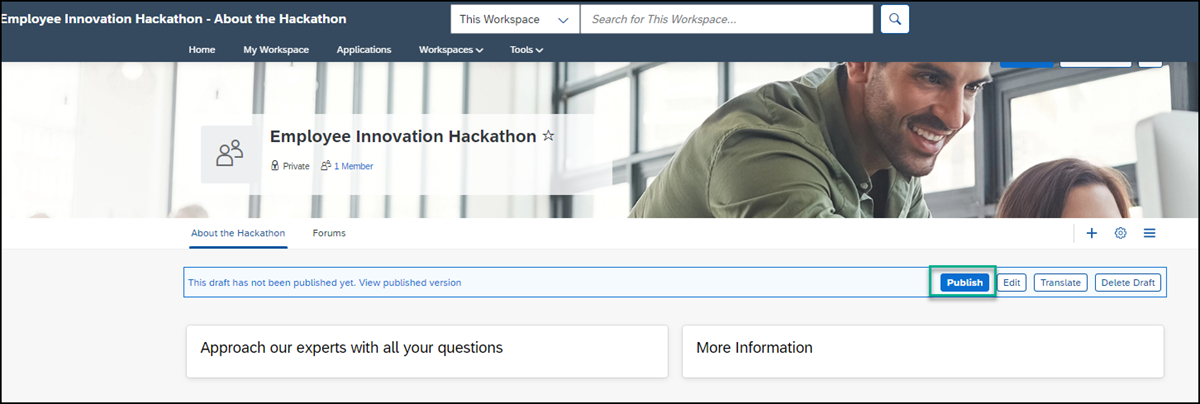 Employee Innovation Hackathon - About the Hackathon
This Workspace
Search for This Workspace...
Home
My Workspace
Applications
Workspaces
Tools
Employee Innovation Hackathon
Private
1 Member
About the Hackathon
Forums
This draft has not been published yet. View published version
Publish
Edit
Translate
Delete Draft
Approach our experts with all your questions
More Information